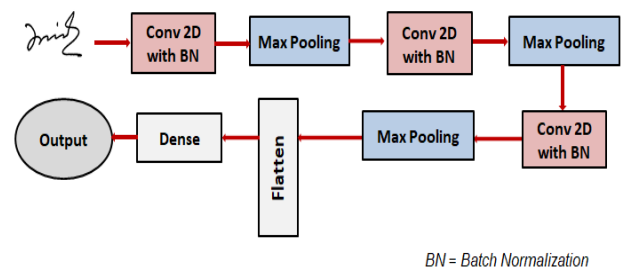 Conv 2D
with BN
Max Pooling
Conv 2D
with BN
Max Pooling
Conv 2D
with BN
Max Pooling
Flatten
Dense
Output
BN = Batch Normalization